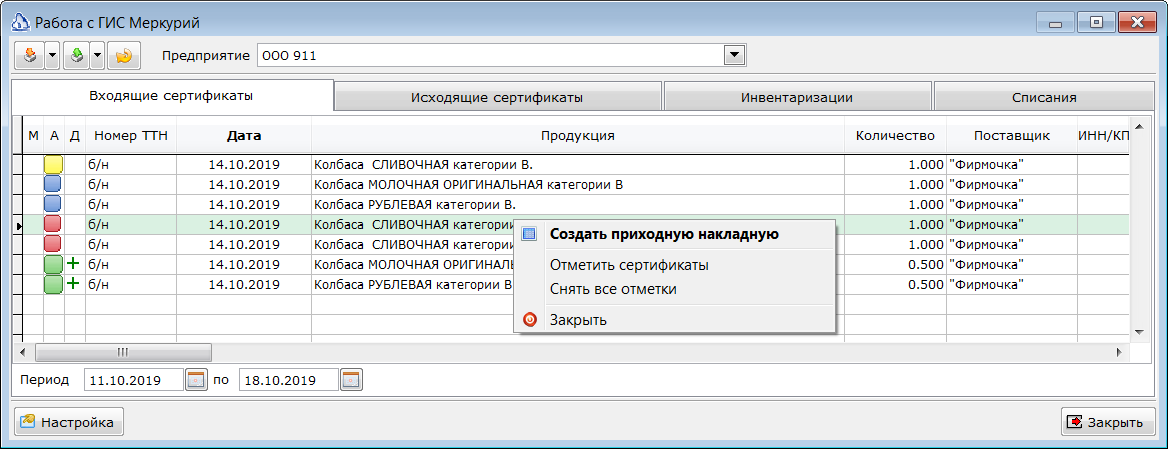 Работа с ГИС Меркурий
Предприятие ООО 911
Входящие сертификаты Исходящие сертификаты Инвентаризации Списания
М А Д Номер ТТН Дата Продукция Количество Поставщик ИНН/КП
б/н 14.10.2019 Колбаса СЛИВОЧНАЯ категории В. 1.000 "Фирмочка"
б/н 14.10.2019 Колбаса МОЛОЧНАЯ ОРИГИНАЛЬНАЯ категории В 1.000 "Фирмочка"
б/н 14.10.2019 Колбаса РУБЛЕВАЯ категории В. 1.000 "Фирмочка"
б/н 14.10.2019 Колбаса СЛИВОЧНАЯ категори 1.000 "Фирмочка"
б/н 14.10.2019 Колбаса СЛИВОЧНАЯ категори 1.000 "Фирмочка"
+ б/н 14.10.2019 Колбаса МОЛОЧНАЯ ОРИГИНАЛЬ 0.500 "Фирмочка"
+ б/н 14.10.2019 Колбаса РУБЛЕВАЯ категории В 0.500 "Фирмочка"
Создать приходную накладную
Отметить сертификаты
Снять все отметки
Закрыть
Период 11.10.2019 по 18.10.2019
Настройка Закрыть